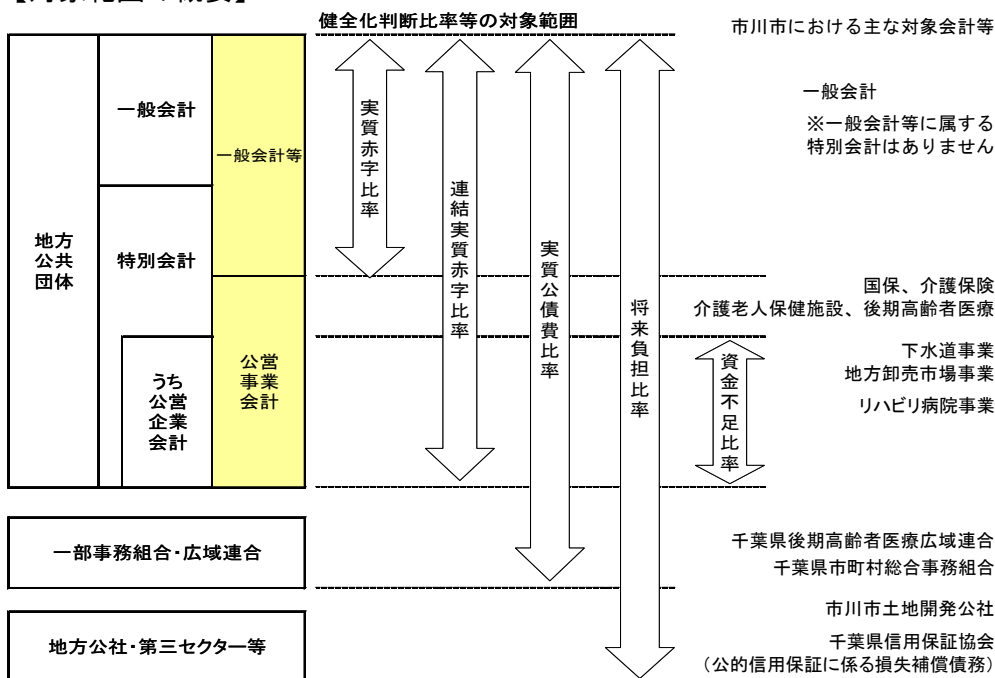 健全化判断比率等の対象範囲
市川市における主な対象会計等
地方
公共
団体
一般会計
特別会計
うち
公営
企業
会計
一般会計等
公営
事業
会計
実質赤字比率
連結実質赤字比率
実質公債費比率
将来負担比率
資金不足比率
一般会計
※一般会計等に属する
特別会計はありません
国保、介護保険
介護老人保健施設、後期高齢者医療
下水道事業
地方卸売市場事業
リハビリ病院事業
一部事務組合・広域連合
千葉県後期高齢者医療広域連合
千葉県市町村総合事務組合
地方公社・第三セクター等
市川市土地開発公社
千葉県信用保証協会
（公的信用保証に係る損失補償債務）